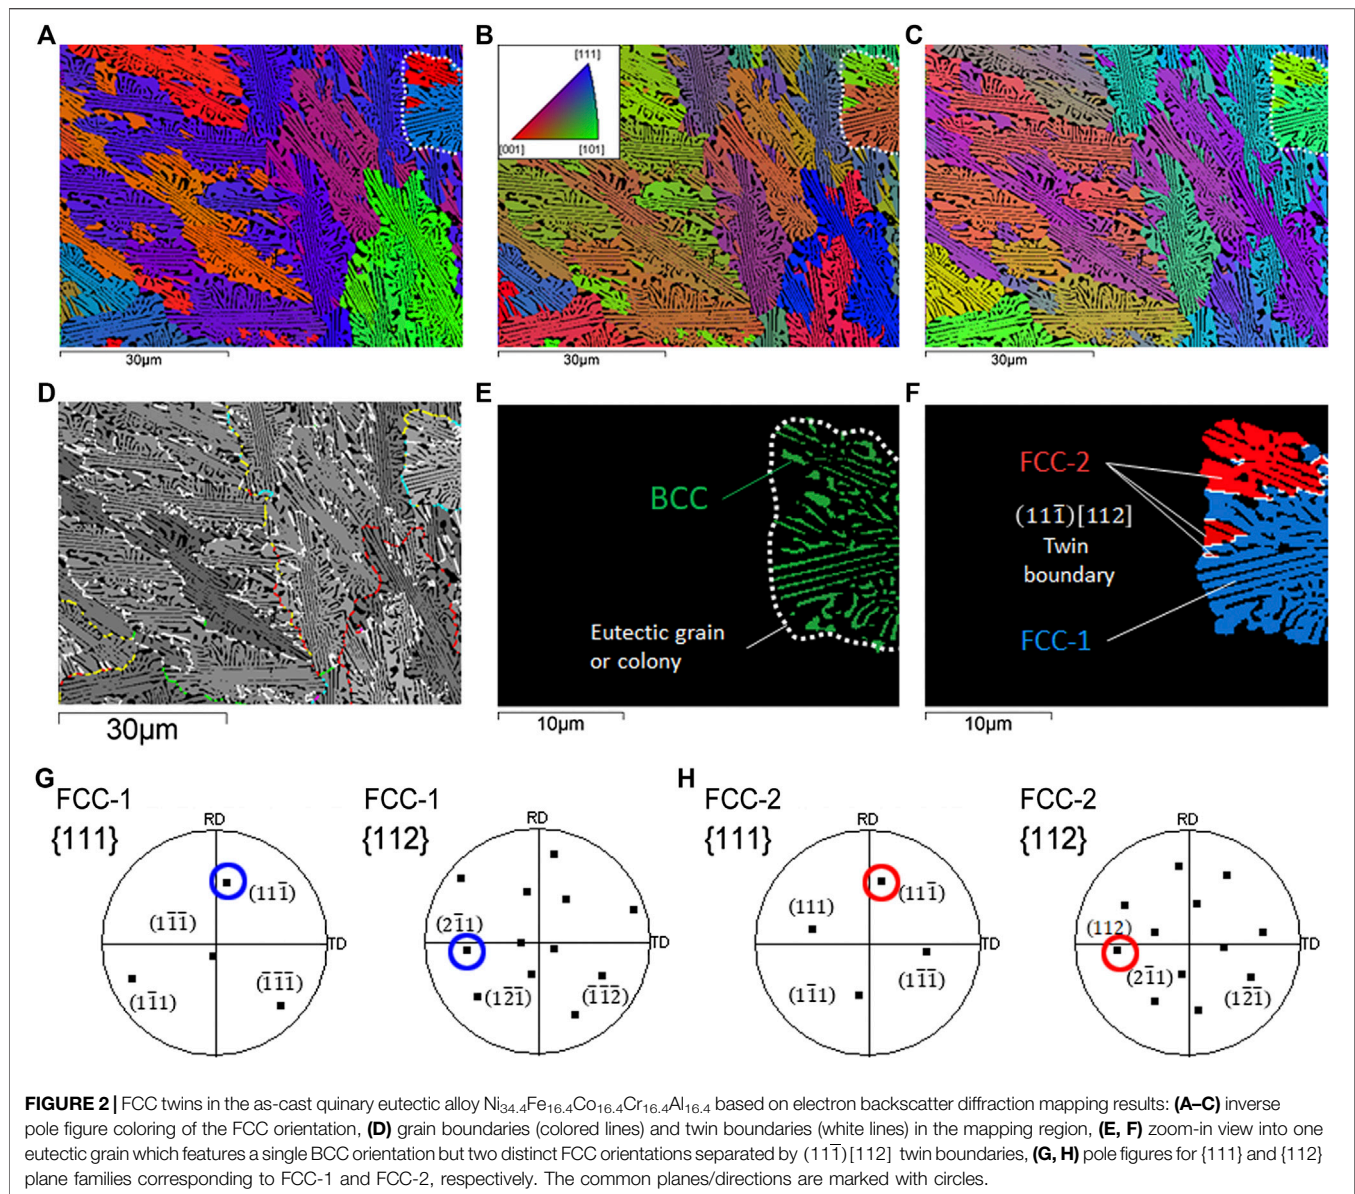 A
B
C
[111]
[001]
[101]
30µm
30µm
30µm
D
E
F
BCC
Eutectic grain
or colony
FCC-2
(11̅1̅)[112]
Twin
boundary
FCC-1
30µm
10µm
10µm
G
H
FCC-1
{111}
RD
TD
(111̅)
(11̅1̅)
(11̅1)
(1̅1̅1̅)
FCC-1
{112}
RD
TD
(21̅1)
(12̅1̅)
(1̅1̅2)
FCC-2
{111}
RD
TD
(111̅)
(111)
(11̅1̅)
(11̅1)
FCC-2
{112}
RD
TD
(112)
(21̅1)
(12̅1̅)
FIGURE 2 | FCC twins in the as-cast quinary eutectic alloy Ni34.4Fe16.4Co16.4Cr16.4Al16.4 based on electron backscatter diffraction mapping results: (A–C) inverse
pole figure coloring of the FCC orientation, (D) grain boundaries (colored lines) and twin boundaries (white lines) in the mapping region, (E, F) zoom-in view into one
eutectic grain which features a single BCC orientation but two distinct FCC orientations separated by (11̅1̅)[112] twin boundaries, (G, H) pole figures for {111} and {112}
plane families corresponding to FCC-1 and FCC-2, respectively. The common planes/directions are marked with circles.